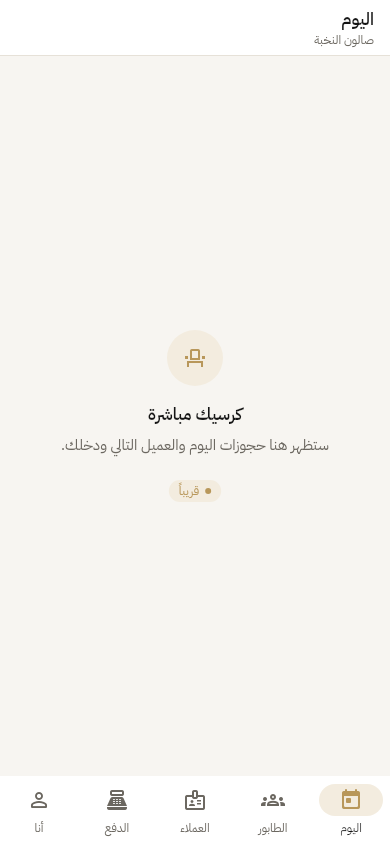 اليوم
صالون النخبة
كرسيك مباشرة
ستظهر هنا حجوزات اليوم والعميل التالي ودخلك.
قريباً
اليوم
الطابور
العملاء
الدفع
أنا